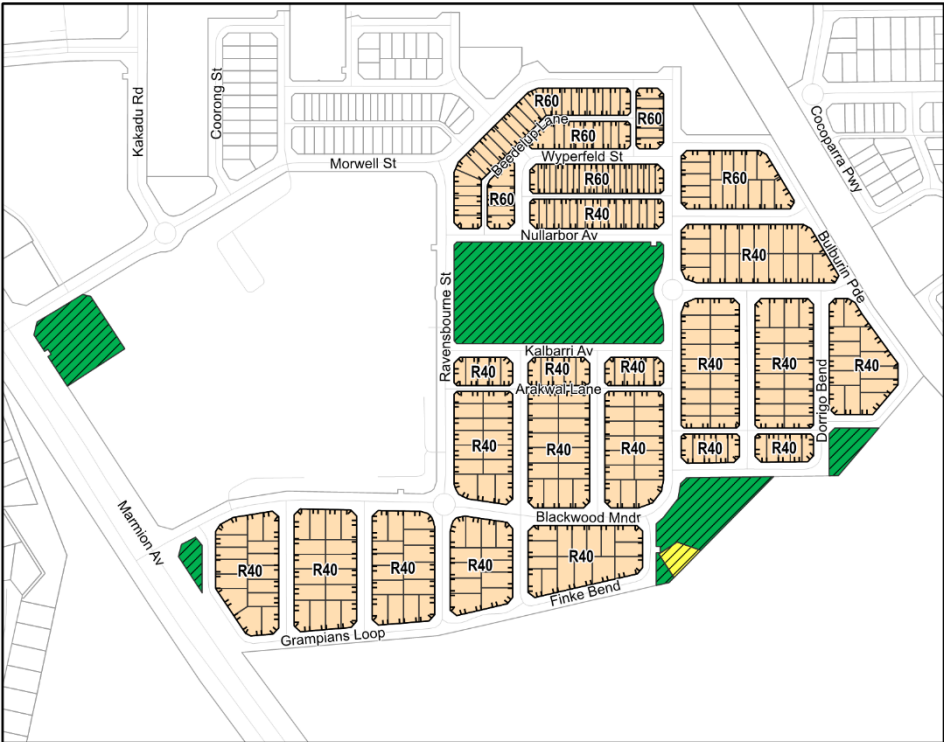 Kakadu Rd
Coorong St
Morwell St
R60
Beedelup Lane
R60
R60
Wyperfeld St
R60
R60
R40
Nullarbor Av
R60
Cocoparra Pwy
R40
Bulburin Pde
Ravensbourne St
Kalbarri Av
R40
R40
R40
Arakwal Lane
R40
R40
R40
Dorrigo Bend
R40
R40
R40
R40
R40
Marmion Av
Blackwood Mndr
R40
R40
R40
R40
R40
Finke Bend
Grampians Loop